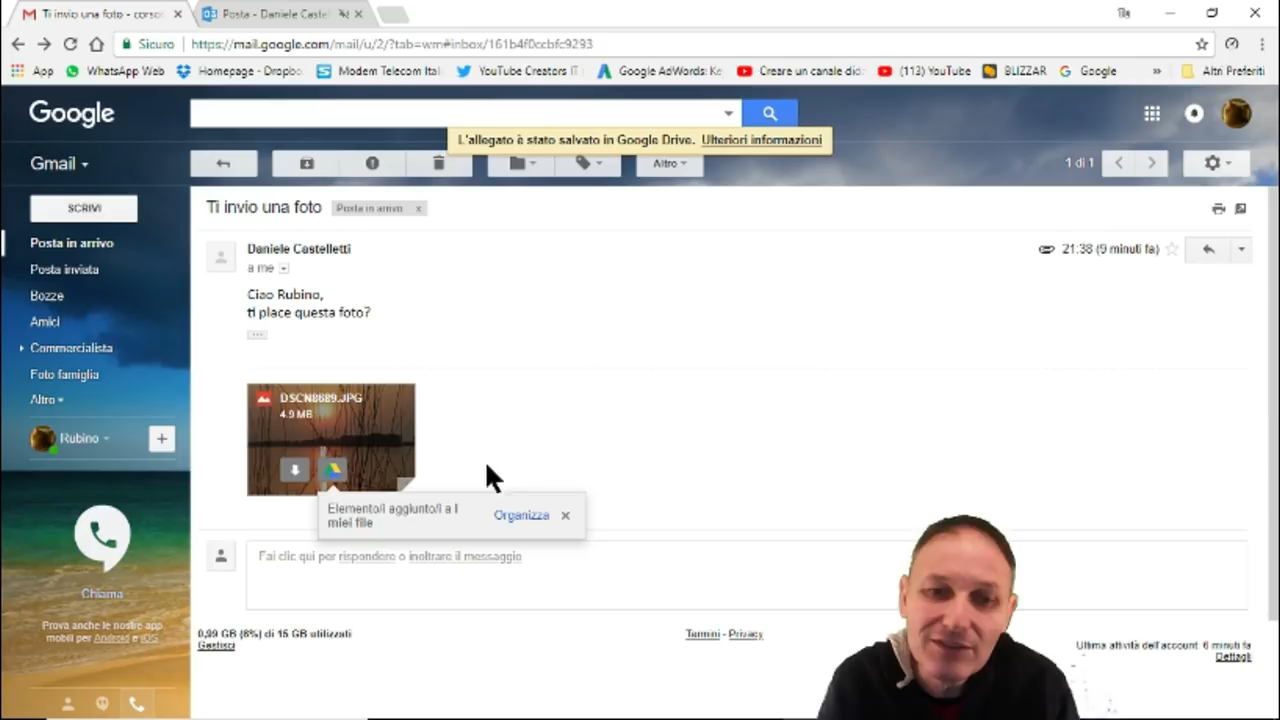 Ti invio una foto - corso
Posta - Daniele Castel
Sicuro https://mail.google.com/mail/u/2/?tab=wm#inbox/161b4f0ccbfc9293
App WhatsApp Web Homepage - Dropbo Modem Telecom Ital YouTube Creators IT Google AdWords: Ke Creare un canale did (112) YouTube BLIZZAR Google » Altri Preferiti
Google
L'allegato è stato salvato in Google Drive. Ulteriori informazioni
Gmail
Altro
1 di 1
SCRIVI
Ti invio una foto Posta in arrivo x
Posta in arrivo
Daniele Castelletti
21:38 (9 minuti fa)
a me
Posta inviata
Bozze
Ciao Rubino,
ti place questa foto?
Amici
Commercialista
Foto famiglia
Altro
DSCN8689.JPG
4.9 MB
Rubino
Elemento/i aggiunto/i a I
miei file
Organizza
Fai clic qui per rispondere o inoltrare il messaggio
Chiama
Prova anche le nostre app
mobili per Android e iOS
0,99 GB (6%) di 15 GB utilizzati
Gestisci
Termini - Privacy
Ultima attività dell'account: 6 minuti fa
Dettagli